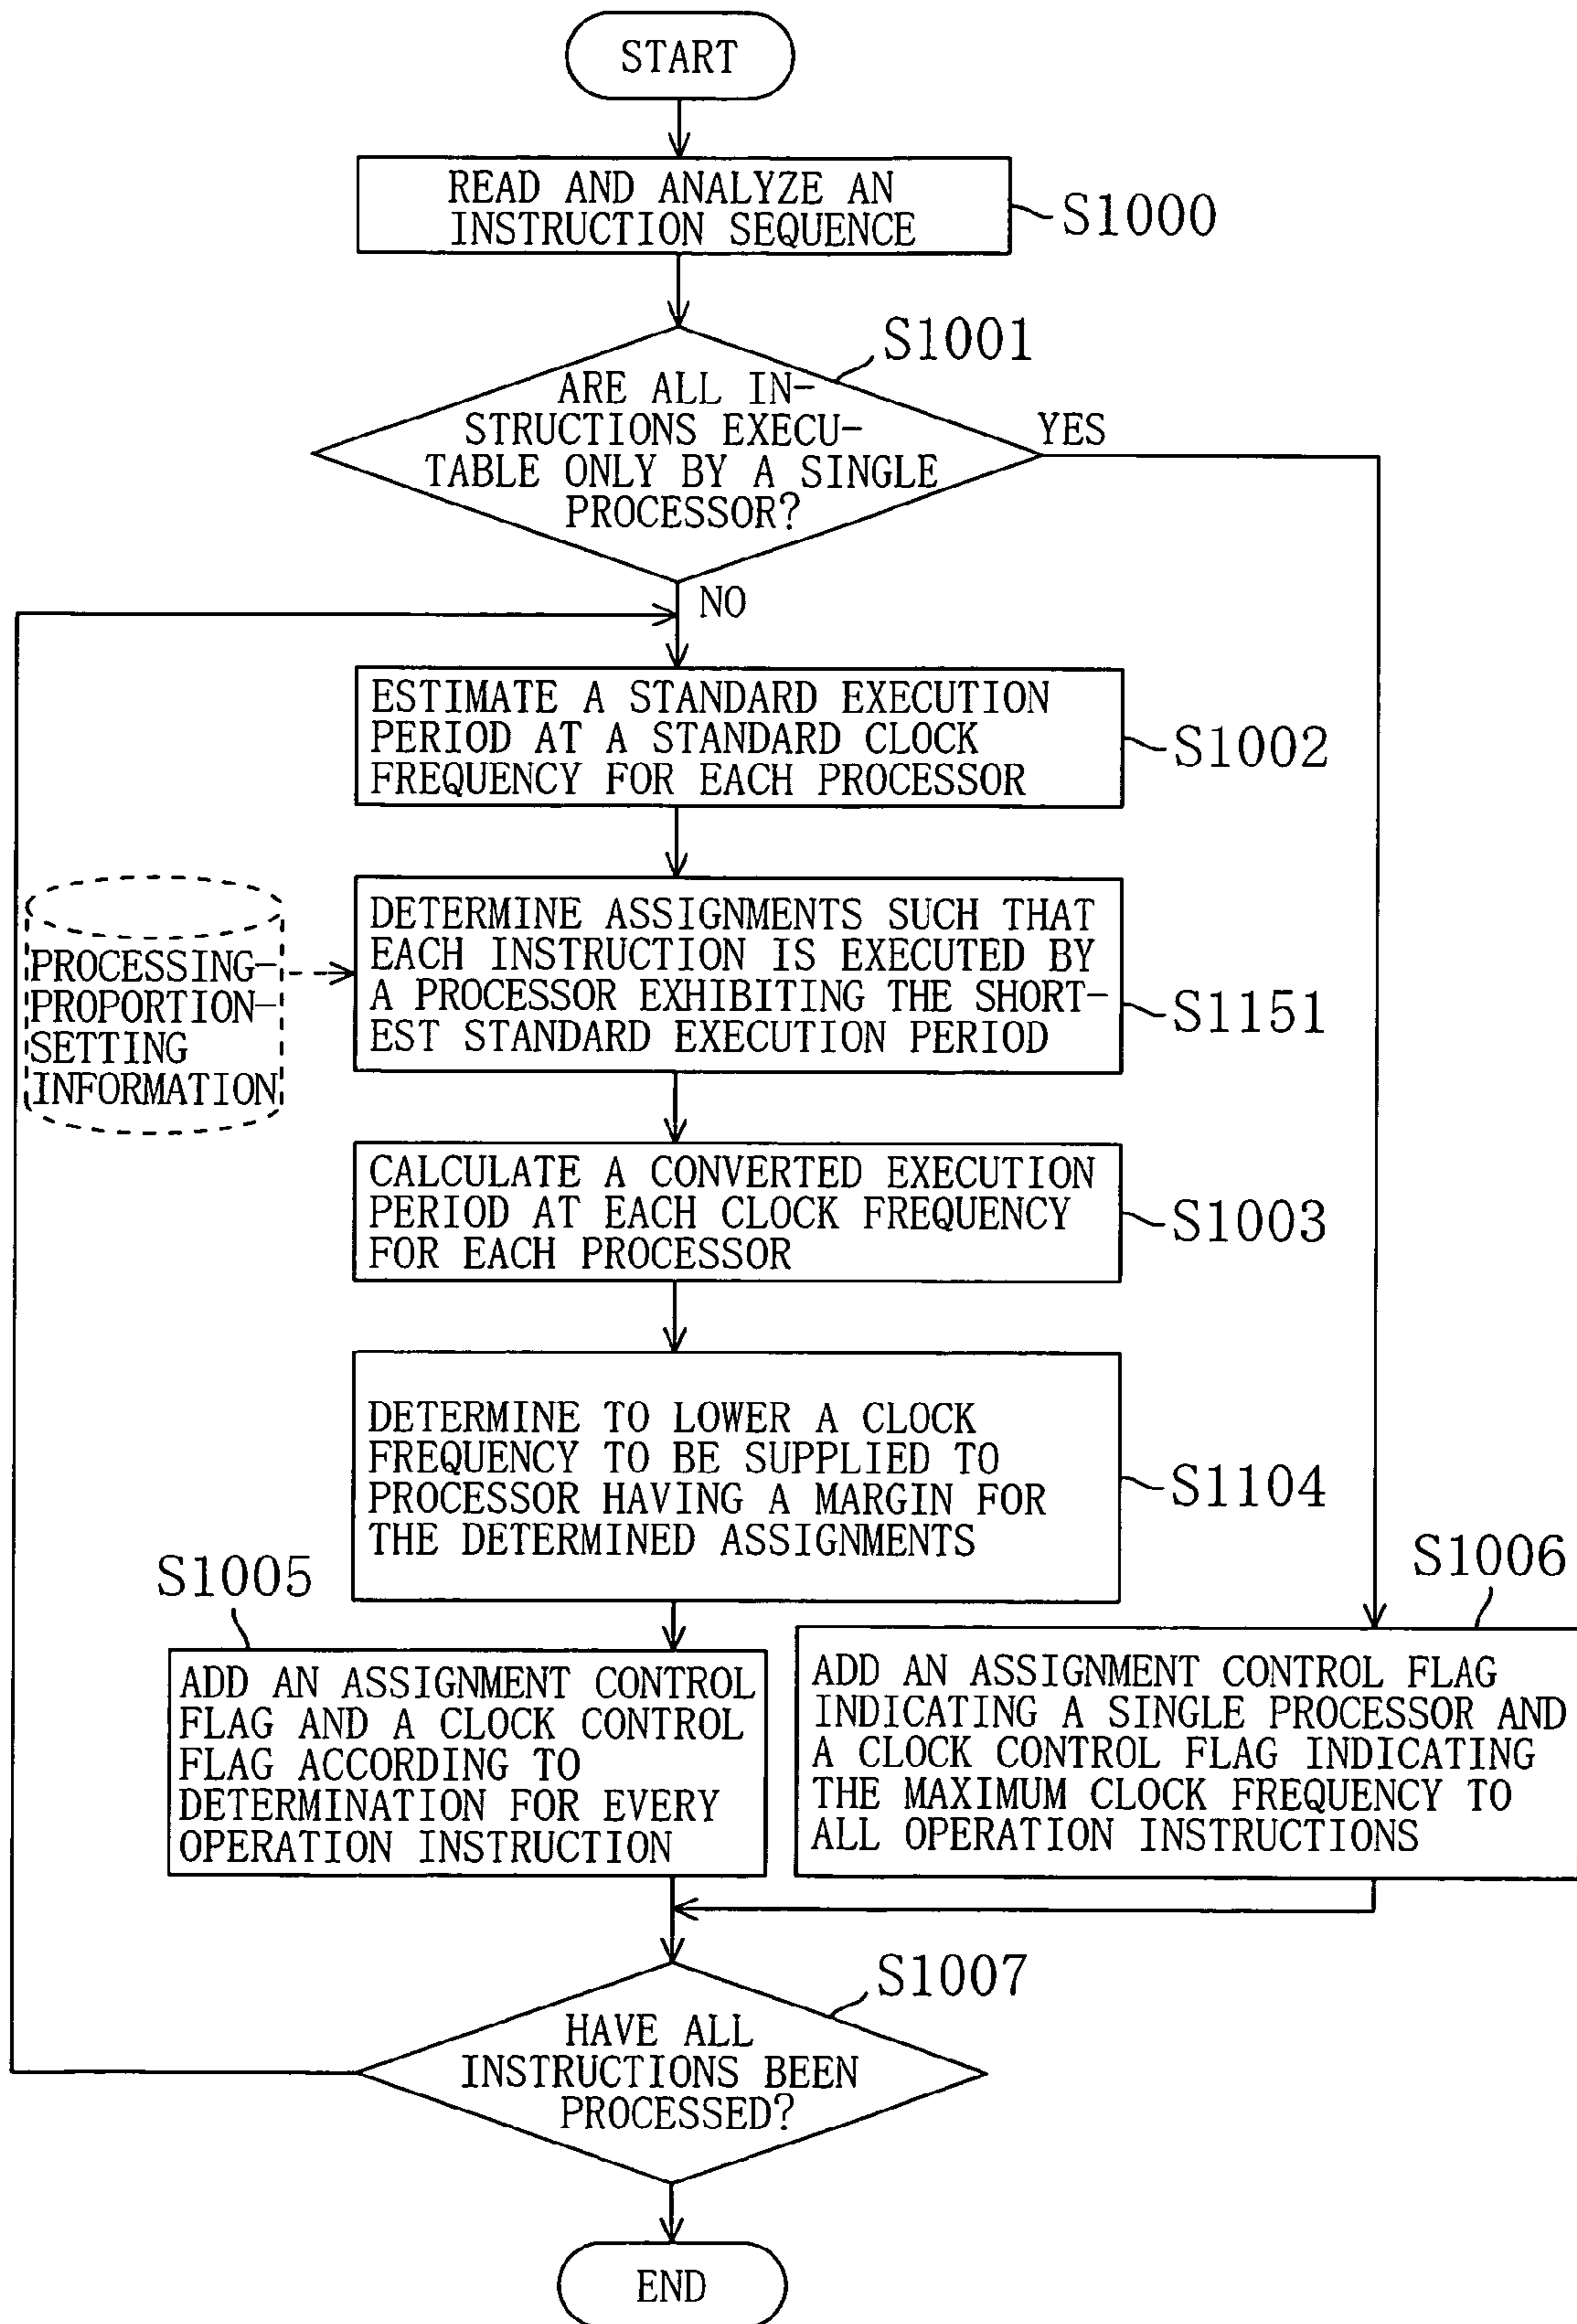 START
READ AND ANALYZE AN
INSTRUCTION SEQUENCE
S1000
S1001
ARE ALL IN-
STRUCTIONS EXECU-
TABLE ONLY BY A SINGLE
PROCESSOR?
YES
NO
ESTIMATE A STANDARD EXECUTION
PERIOD AT A STANDARD CLOCK
FREQUENCY FOR EACH PROCESSOR
S1002
PROCESSING-
PROPORTION-
SETTING
INFORMATION
DETERMINE ASSIGNMENTS SUCH THAT
EACH INSTRUCTION IS EXECUTED BY
A PROCESSOR EXHIBITING THE SHORT-
EST STANDARD EXECUTION PERIOD
S1151
CALCULATE A CONVERTED EXECUTION
PERIOD AT EACH CLOCK FREQUENCY
FOR EACH PROCESSOR
S1003
DETERMINE TO LOWER A CLOCK
FREQUENCY TO BE SUPPLIED TO
PROCESSOR HAVING A MARGIN FOR
THE DETERMINED ASSIGNMENTS
S1104
S1005
ADD AN ASSIGNMENT CONTROL
FLAG AND A CLOCK CONTROL
FLAG ACCORDING TO
DETERMINATION FOR EVERY
OPERATION INSTRUCTION
S1006
ADD AN ASSIGNMENT CONTROL FLAG
INDICATING A SINGLE PROCESSOR AND
A CLOCK CONTROL FLAG INDICATING
THE MAXIMUM CLOCK FREQUENCY TO
ALL OPERATION INSTRUCTIONS
S1007
HAVE ALL
INSTRUCTIONS BEEN
PROCESSED?
END